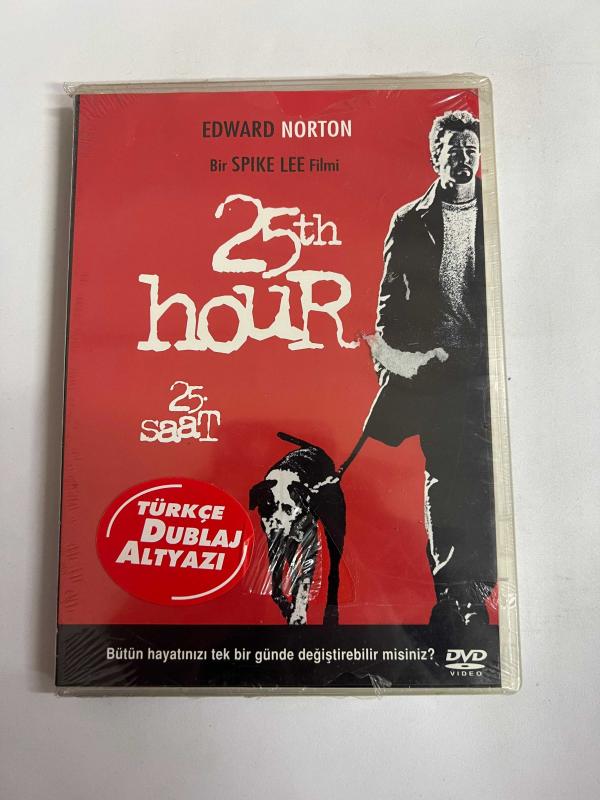 EDWARD NORTON
Bir SPIKE LEE Filmi
25th
houR
25.
saaT
TÜRKÇE
DUBLAJ
ALTYAZI
Bütün hayatınızı tek bir günde değiştirebilir misiniz?
DVD
VIDEO